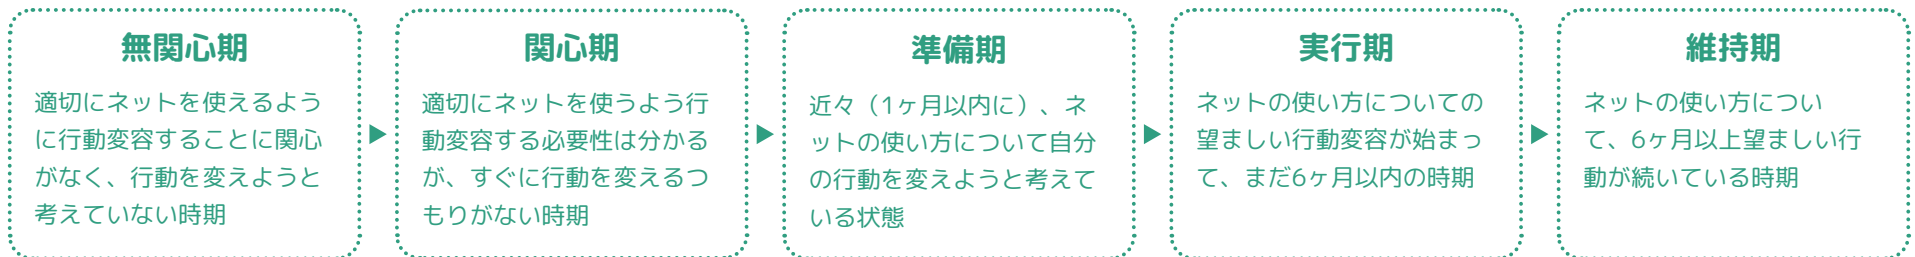 無関心期
適切にネットを使えるよう
に行動変容することに関心
がなく、行動を変えようと
考えていない時期
関心期
適切にネットを使うよう行
動変容する必要性は分かる
が、すぐに行動を変えるつ
もりがない時期
準備期
近々（1ヶ月以内に）、ネ
ットの使い方について自分
の行動を変えようと考えて
いる状態
実行期
ネットの使い方についての
望ましい行動変容が始まっ
て、まだ6ヶ月以内の時期
維持期
ネットの使い方につい
て、6ヶ月以上望ましい行
動が続いている時期